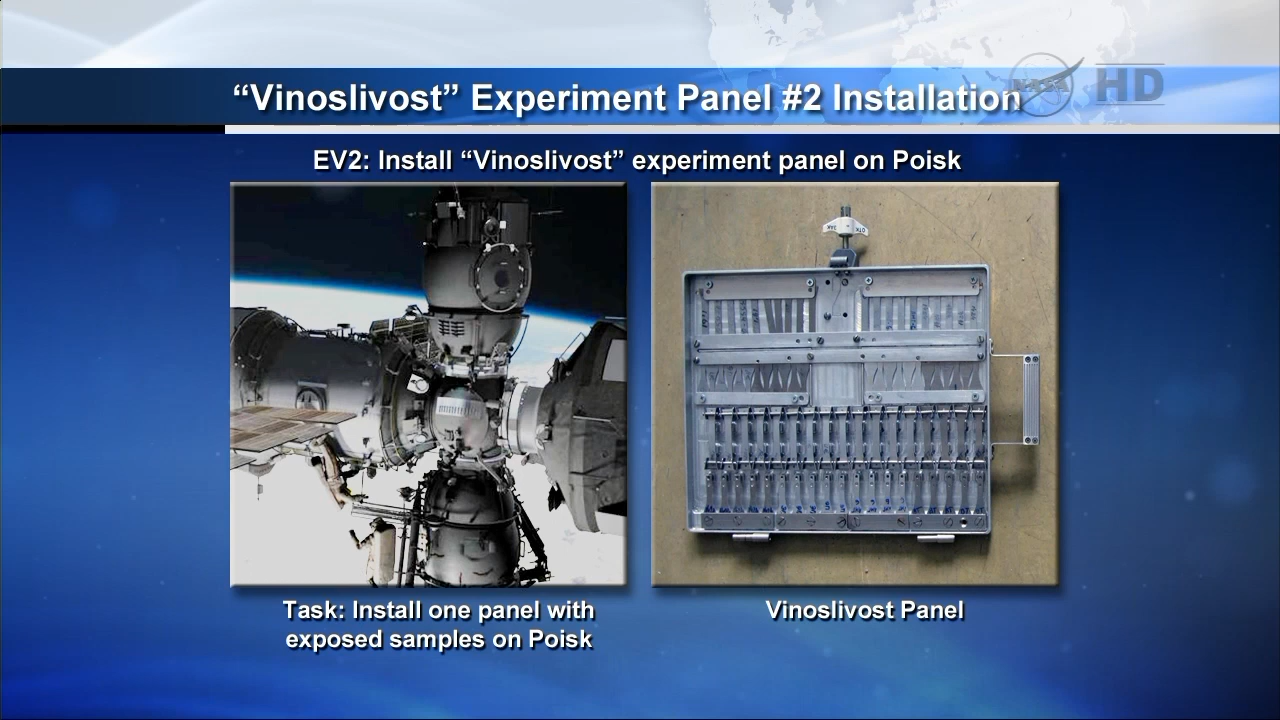 “Vinoslivost” Experiment Panel #2 Installation
NASA HD
EV2: Install “Vinoslivost” experiment panel on Poisk
Task: Install one panel with
exposed samples on Poisk
Vinoslivost Panel